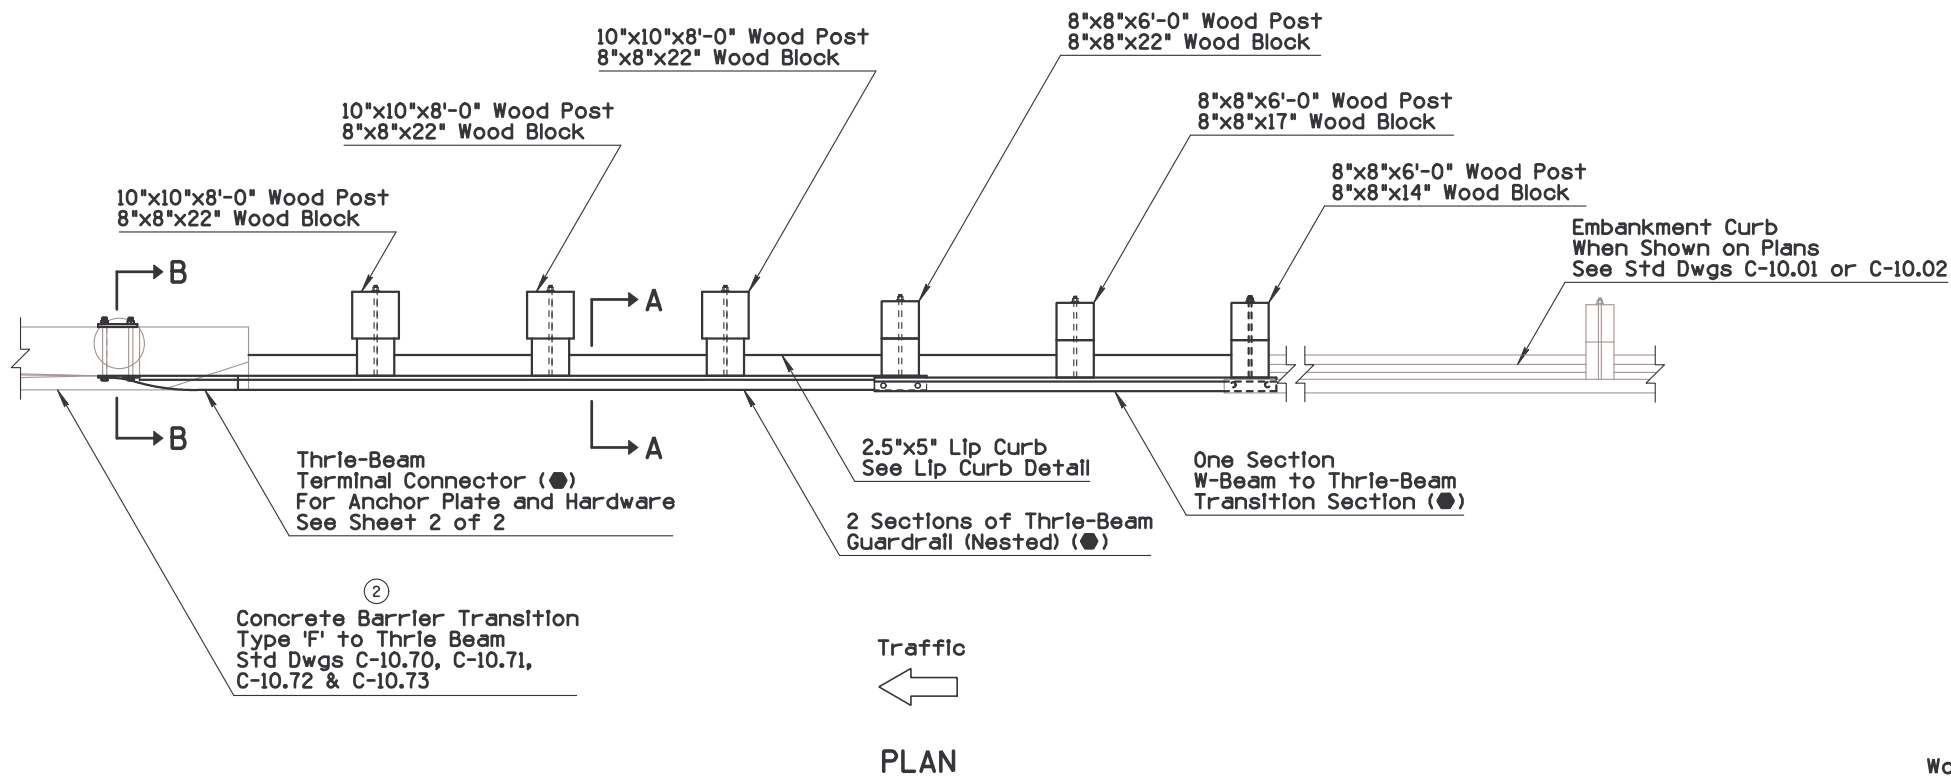 8"x8"x6'-0" Wood Post
8"x8"x22" Wood Block
10"x10"x8'-0" Wood Post
8"x8"x22" Wood Block
8"x8"x6'-0" Wood Post
8"x8"x17" Wood Block
10"x10"x8'-0" Wood Post
8"x8"x22" Wood Block
8"x8"x6'-0" Wood Post
8"x8"x14" Wood Block
10"x10"x8'-0" Wood Post
8"x8"x22" Wood Block
Embankment Curb
When Shown on Plans
See Std Dwgs C-10.01 or C-10.02
B
A
B
A
Thrie-Beam
Terminal Connector (⬣)
For Anchor Plate and Hardware
See Sheet 2 of 2
2.5"x5" Lip Curb
See Lip Curb Detail
One Section
W-Beam to Thrie-Beam
Transition Section (⬣)
2 Sections of Thrie-Beam
Guardrail (Nested) (⬣)
2
Concrete Barrier Transition
Type 'F' to Thrie Beam
Std Dwgs C-10.70, C-10.71,
C-10.72 & C-10.73
Traffic
PLAN